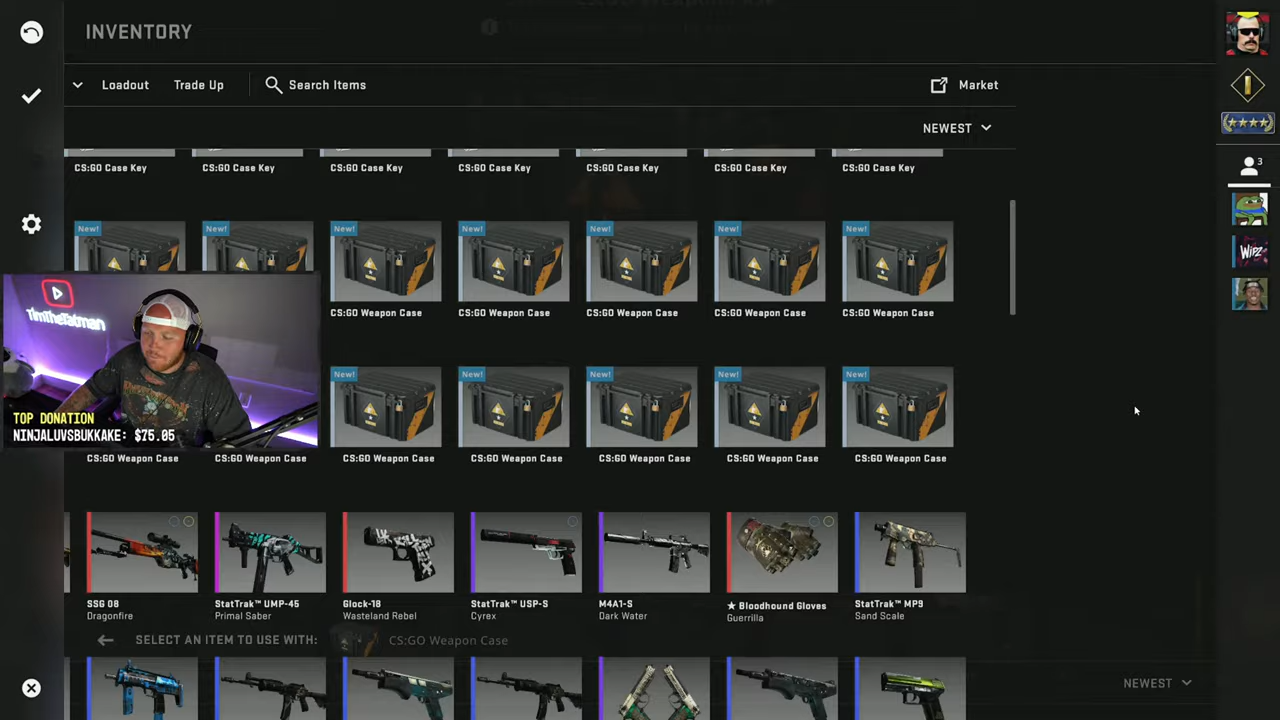 INVENTORY
Loadout
Trade Up
Search Items
Market
NEWEST
CS:GO Case Key
CS:GO Case Key
CS:GO Case Key
CS:GO Case Key
CS:GO Case Key
CS:GO Case Key
CS:GO Case Key
3
New!
New!
New!
New!
New!
New!
New!
WiPZ
CS:GO Weapon Case
CS:GO Weapon Case
CS:GO Weapon Case
CS:GO Weapon Case
CS:GO Weapon Case
TimTheTatman
New!
New!
New!
New!
New!
TOP DONATION
NINJALUVSBUKKAKE: $75.05
CS:GO Weapon Case
CS:GO Weapon Case
CS:GO Weapon Case
CS:GO Weapon Case
CS:GO Weapon Case
CS:GO Weapon Case
CS:GO Weapon Case
SSG 08
Dragonfire
StatTrak™ UMP-45
Primal Saber
Glock-18
Wasteland Rebel
StatTrak™ USP-S
Cyrex
M4A1-S
Dark Water
★ Bloodhound Gloves
Guerrilla
StatTrak™ MP9
Sand Scale
SELECT AN ITEM TO USE WITH:
CS:GO Weapon Case
NEWEST